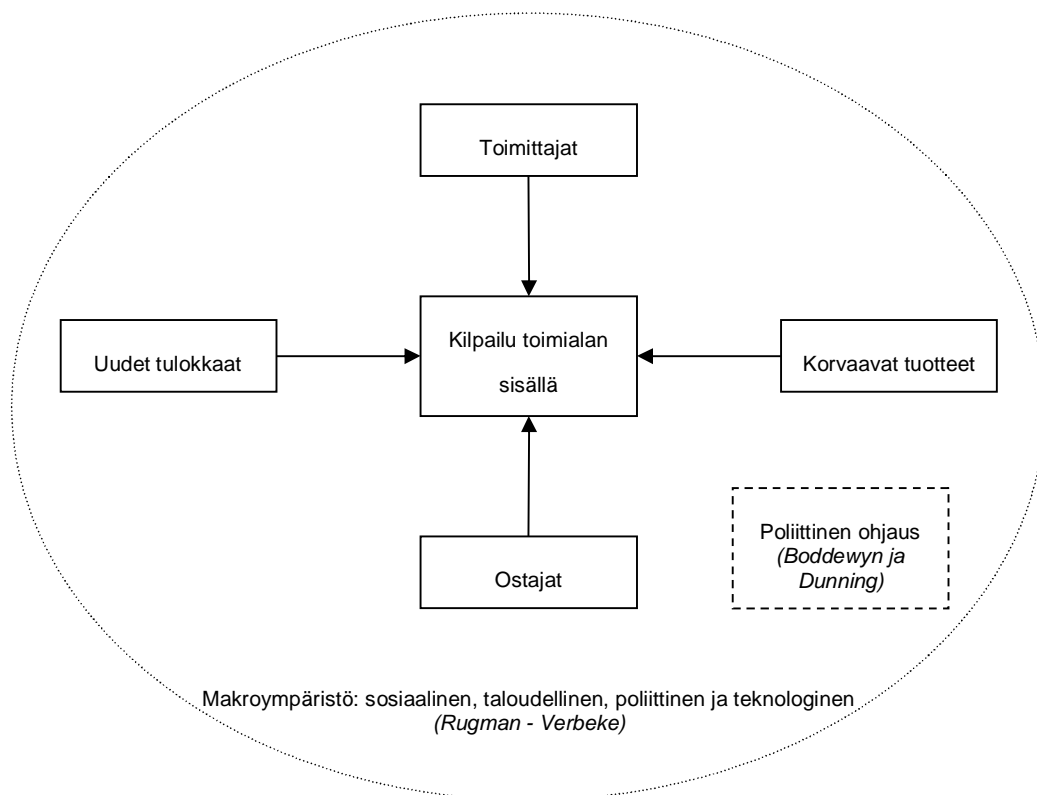 Toimittajat
Uudet tulokkaat
Kilpailu toimialan
sisällä
Korvaavat tuotteet
Ostajat
Poliittinen ohjaus
(Boddewyn ja
Dunning)
Makroympäristö: sosiaalinen, taloudellinen, poliittinen ja teknologinen
(Rugman - Verbeke)